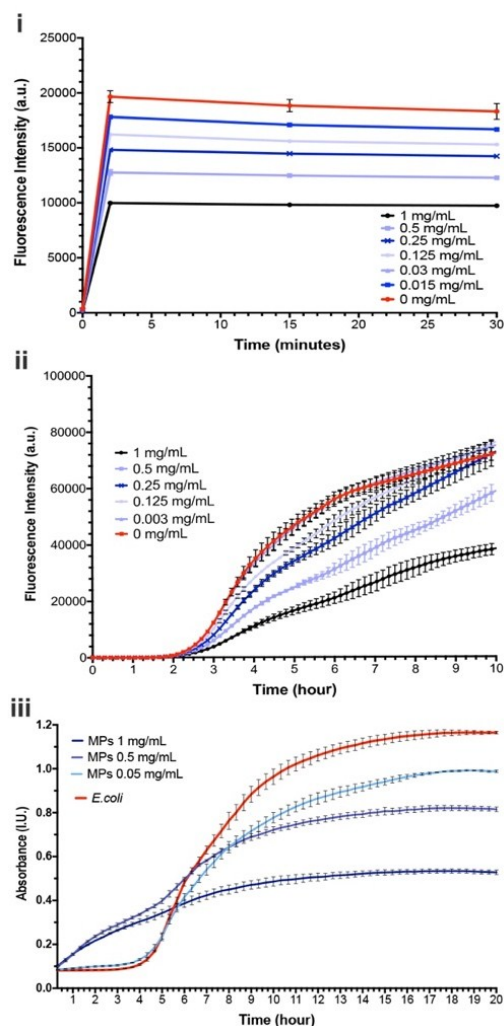 i
Fluorescence Intensity (a.u.)
25000
20000
15000
10000
5000
0
1 mg/mL
0.5 mg/mL
0.25 mg/mL
0.125 mg/mL
0.03 mg/mL
0.015 mg/mL
0 mg/mL
0 5 10 15 20 25 30
Time (minutes)
ii
Fluorescence Intensity (a.u.)
100000
80000
60000
40000
20000
0
1 mg/mL
0.5 mg/mL
0.25 mg/mL
0.125 mg/mL
0.003 mg/mL
0 mg/mL
0 1 2 3 4 5 6 7 8 9 10
Time (hour)
iii
Absorbance (I.U.)
1.2
1.0
0.8
0.6
0.4
0.2
0.0
MPs 1 mg/mL
MPs 0.5 mg/mL
MPs 0.05 mg/mL
E.coli
1 2 3 4 5 6 7 8 9 10 11 12 13 14 15 16 17 18 19 20
Time (hour)